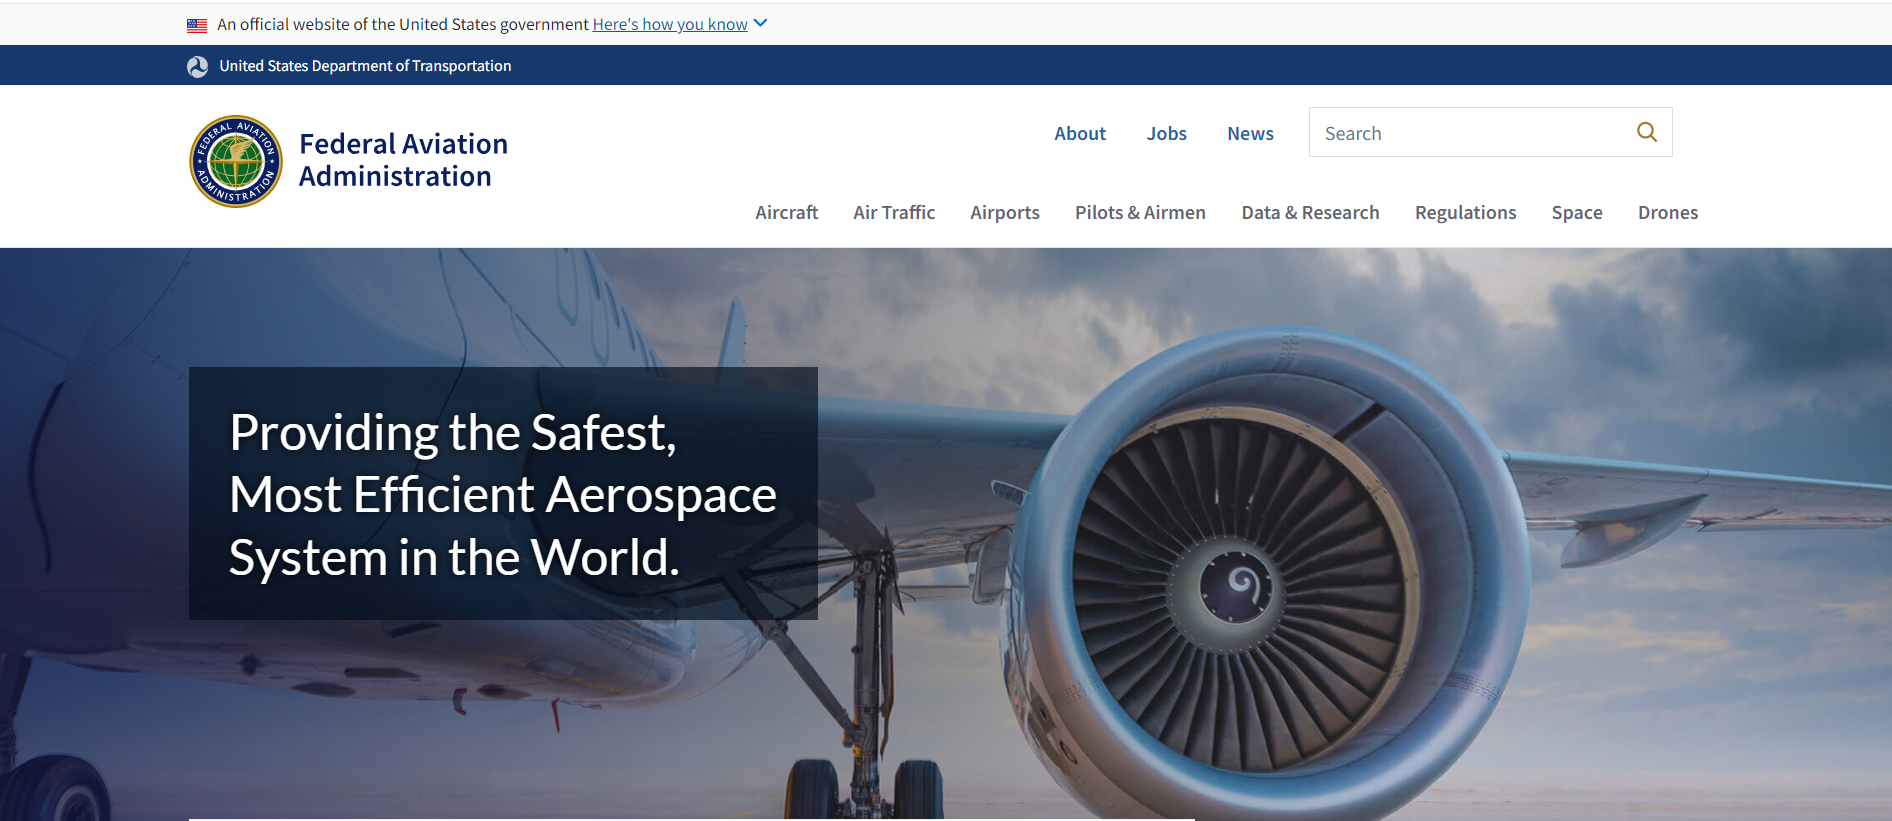 An official website of the United States government Here's how you know
United States Department of Transportation
FEDERAL AVIATION ADMINISTRATION
Federal Aviation
Administration
About Jobs News Search
Aircraft Air Traffic Airports Pilots & Airmen Data & Research Regulations Space Drones
Providing the Safest,
Most Efficient Aerospace
System in the World.